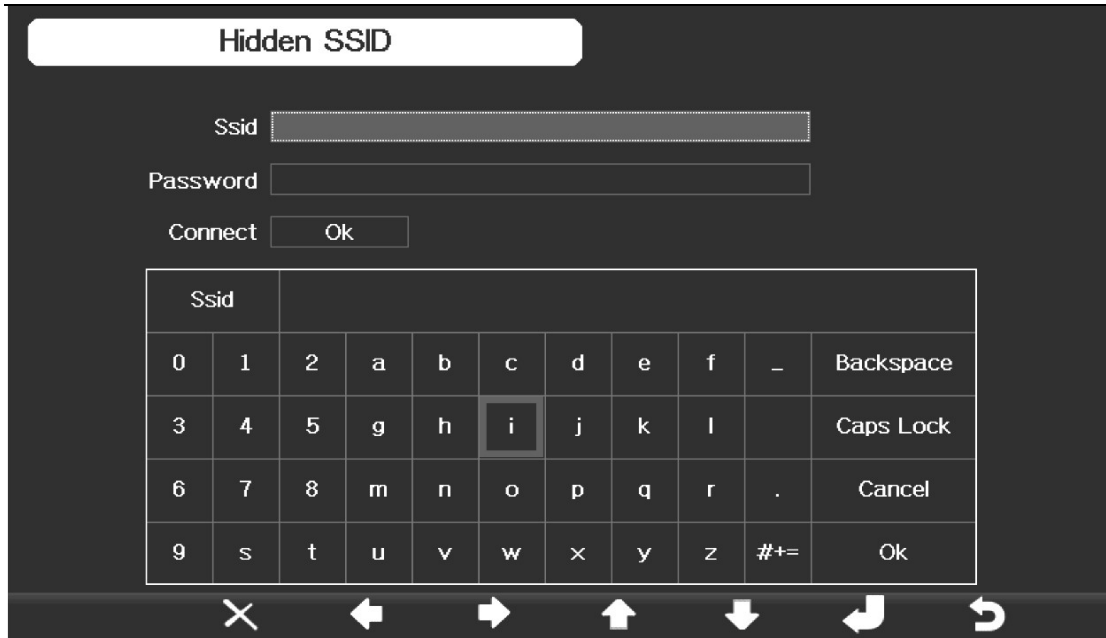 Hidden SSID
Ssid
Password
Connect Ok
Ssid
0 1 2 a b c d e f _ Backspace
3 4 5 g h i j k l Caps Lock
6 7 8 m n o p q r . Cancel
9 s t u v w x y z #+= Ok